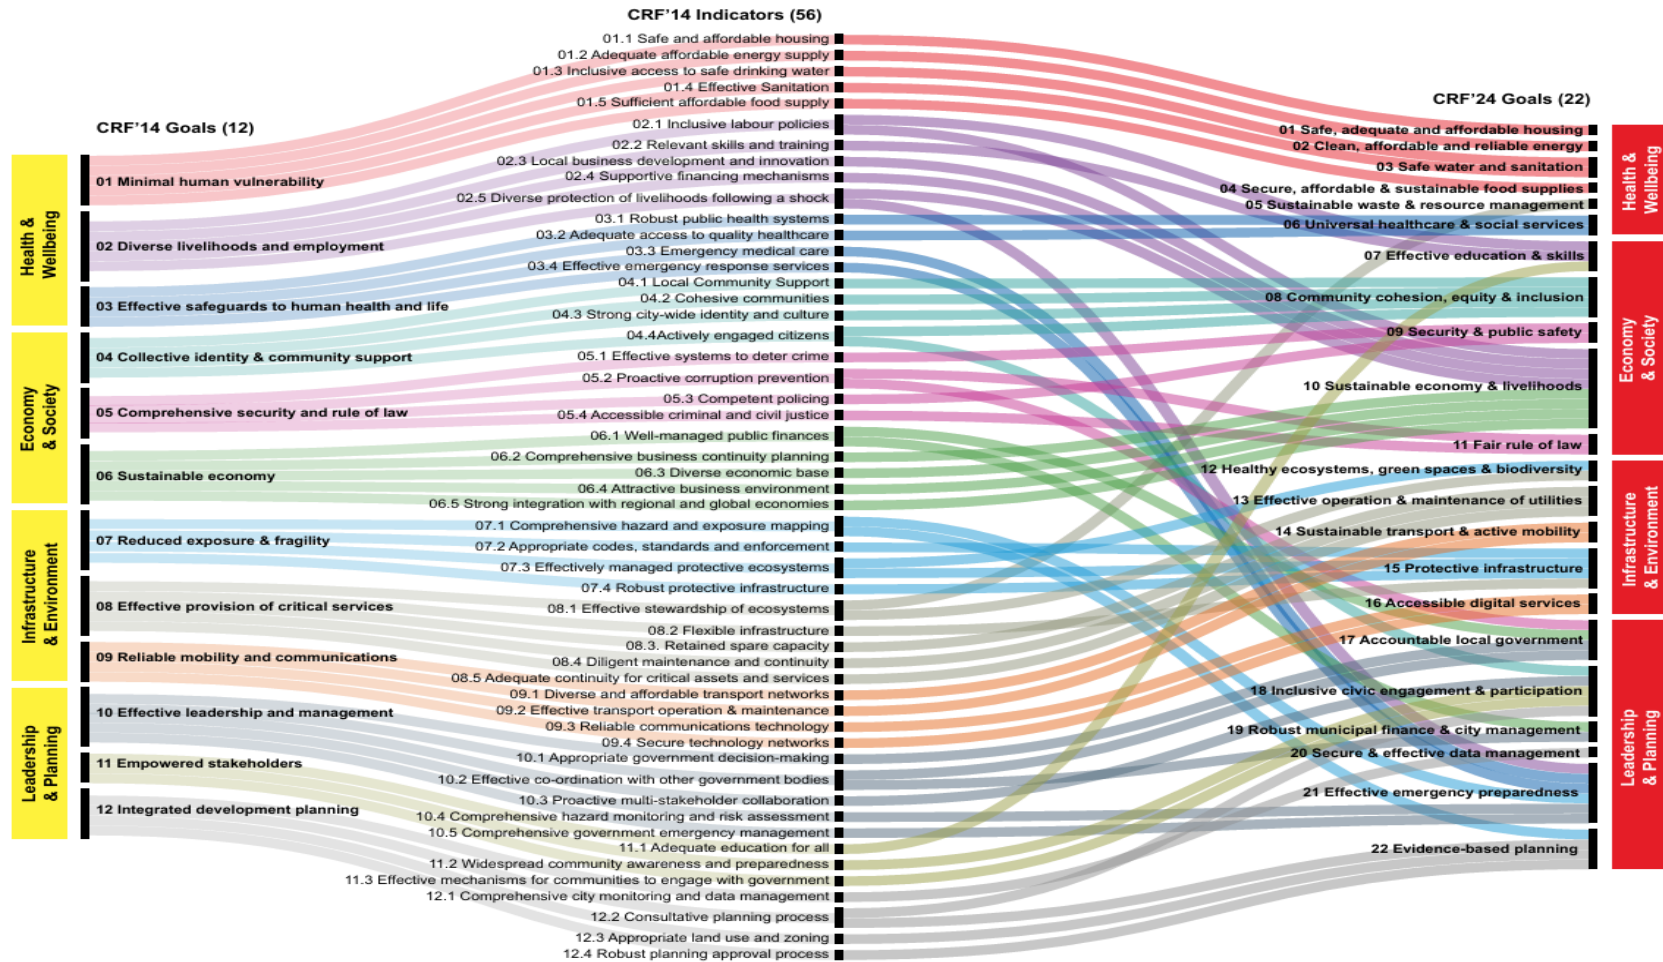 CRF’14 Goals (12)
Health &
Wellbeing
Economy
& Society
Infrastructure
& Environment
Leadership
& Planning
01 Minimal human vulnerability
02 Diverse livelihoods and employment
03 Effective safeguards to human health and life
04 Collective identity & community support
05 Comprehensive security and rule of law
06 Sustainable economy
07 Reduced exposure & fragility
08 Effective provision of critical services
09 Reliable mobility and communications
10 Effective leadership and management
11 Empowered stakeholders
12 Integrated development planning
CRF’14 Indicators (56)
01.1 Safe and affordable housing
01.2 Adequate affordable energy supply
01.3 Inclusive access to safe drinking water
01.4 Effective Sanitation
01.5 Sufficient affordable food supply
02.1 Inclusive labour policies
02.2 Relevant skills and training
02.3 Local business development and innovation
02.4 Supportive financing mechanisms
02.5 Diverse protection of livelihoods following a shock
03.1 Robust public health systems
03.2 Adequate access to quality healthcare
03.3 Emergency medical care
03.4 Effective emergency response services
04.1 Local Community Support
04.2 Cohesive communities
04.3 Strong city-wide identity and culture
04.4Actively engaged citizens
05.1 Effective systems to deter crime
05.2 Proactive corruption prevention
05.3 Competent policing
05.4 Accessible criminal and civil justice
06.1 Well-managed public finances
06.2 Comprehensive business continuity planning
06.3 Diverse economic base
06.4 Attractive business environment
06.5 Strong integration with regional and global economies
07.1 Comprehensive hazard and exposure mapping
07.2 Appropriate codes, standards and enforcement
07.3 Effectively managed protective ecosystems
07.4 Robust protective infrastructure
08.1 Effective stewardship of ecosystems
08.2 Flexible infrastructure
08.3. Retained spare capacity
08.4 Diligent maintenance and continuity
08.5 Adequate continuity for critical assets and services
09.1 Diverse and affordable transport networks
09.2 Effective transport operation & maintenance
09.3 Reliable communications technology
09.4 Secure technology networks
10.1 Appropriate government decision-making
10.2 Effective co-ordination with other government bodies
10.3 Proactive multi-stakeholder collaboration
10.4 Comprehensive hazard monitoring and risk assessment
10.5 Comprehensive government emergency management
11.1 Adequate education for all
11.2 Widespread community awareness and preparedness
11.3 Effective mechanisms for communities to engage with government
12.1 Comprehensive city monitoring and data management
12.2 Consultative planning process
12.3 Appropriate land use and zoning
12.4 Robust planning approval process
CRF’24 Goals (22)
01 Safe, adequate and affordable housing
02 Clean, affordable and reliable energy
03 Safe water and sanitation
04 Secure, affordable & sustainable food supplies
05 Sustainable waste & resource management
06 Universal healthcare & social services
07 Effective education & skills
08 Community cohesion, equity & inclusion
09 Security & public safety
10 Sustainable economy & livelihoods
11 Fair rule of law
12 Healthy ecosystems, green spaces & biodiversity
13 Effective operation & maintenance of utilities
14 Sustainable transport & active mobility
15 Protective infrastructure
16 Accessible digital services
17 Accountable local government
18 Inclusive civic engagement & participation
19 Robust municipal finance & city management
20 Secure & effective data management
21 Effective emergency preparedness
22 Evidence-based planning
Health &
Wellbeing
Economy
& Society
Infrastructure
& Environment
Leadership
& Planning